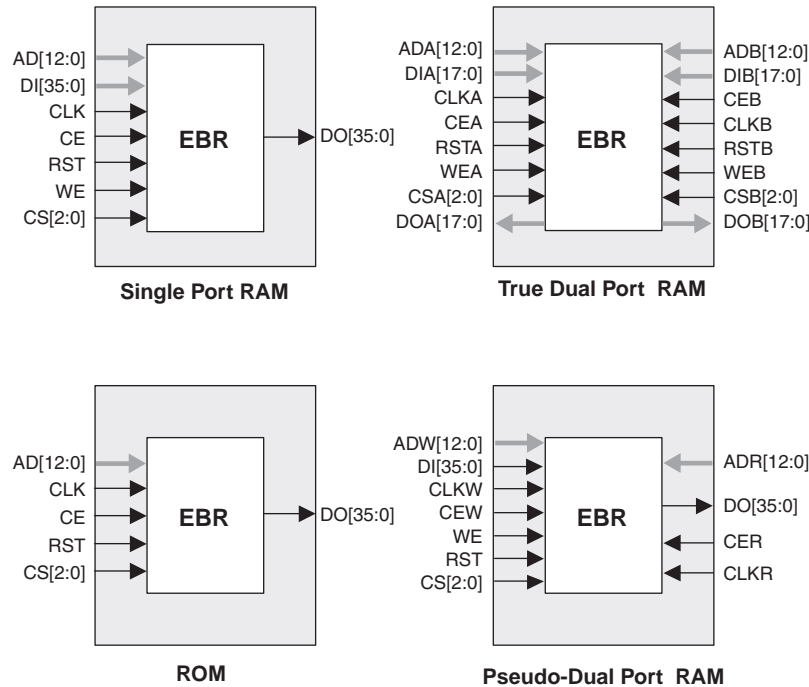 AD[12:0]
DI[35:0]
CLK
CE
RST
WE
CS[2:0]
EBR
DO[35:0]
Single Port RAM
ADA[12:0]
DIA[17:0]
CLKA
CEA
RSTA
WEA
CSA[2:0]
DOA[17:0]
EBR
ADB[12:0]
DIB[17:0]
CEB
CLKB
RSTB
WEB
CSB[2:0]
DOB[17:0]
True Dual Port RAM
AD[12:0]
CLK
CE
RST
CS[2:0]
EBR
DO[35:0]
ROM
ADW[12:0]
DI[35:0]
CLKW
CEW
WE
RST
CS[2:0]
EBR
ADR[12:0]
DO[35:0]
CER
CLKR
Pseudo-Dual Port RAM